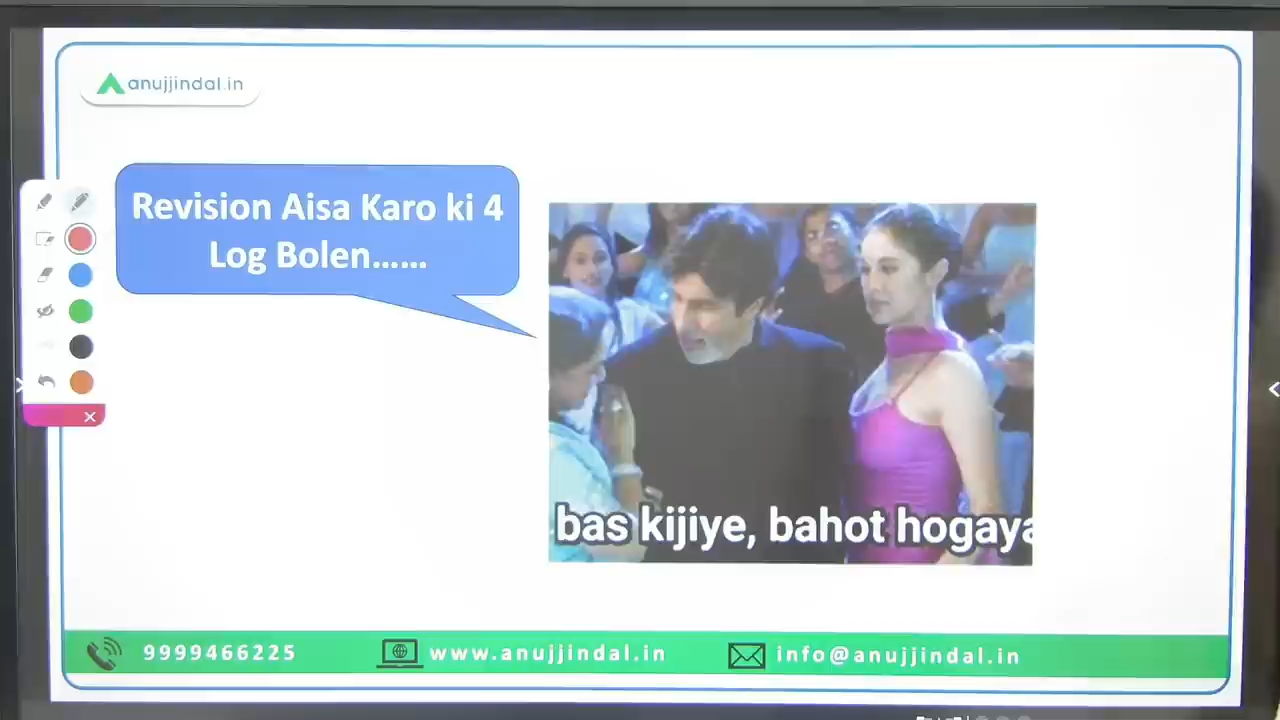 anujjindal.in
Revision Aisa Karo ki 4
Log Bolen......
bas kijiye, bahot hogaya
9999466225
www.anujjindal.in
info@anujjindal.in